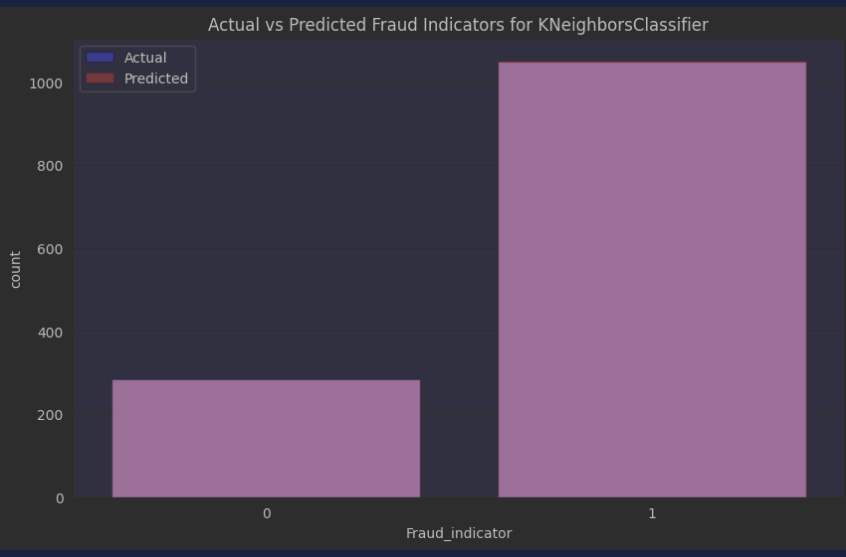 Actual vs Predicted Fraud Indicators for KNeighborsClassifier
Actual
Predicted
1000
800
600
400
200
0
count
0
1
Fraud_indicator